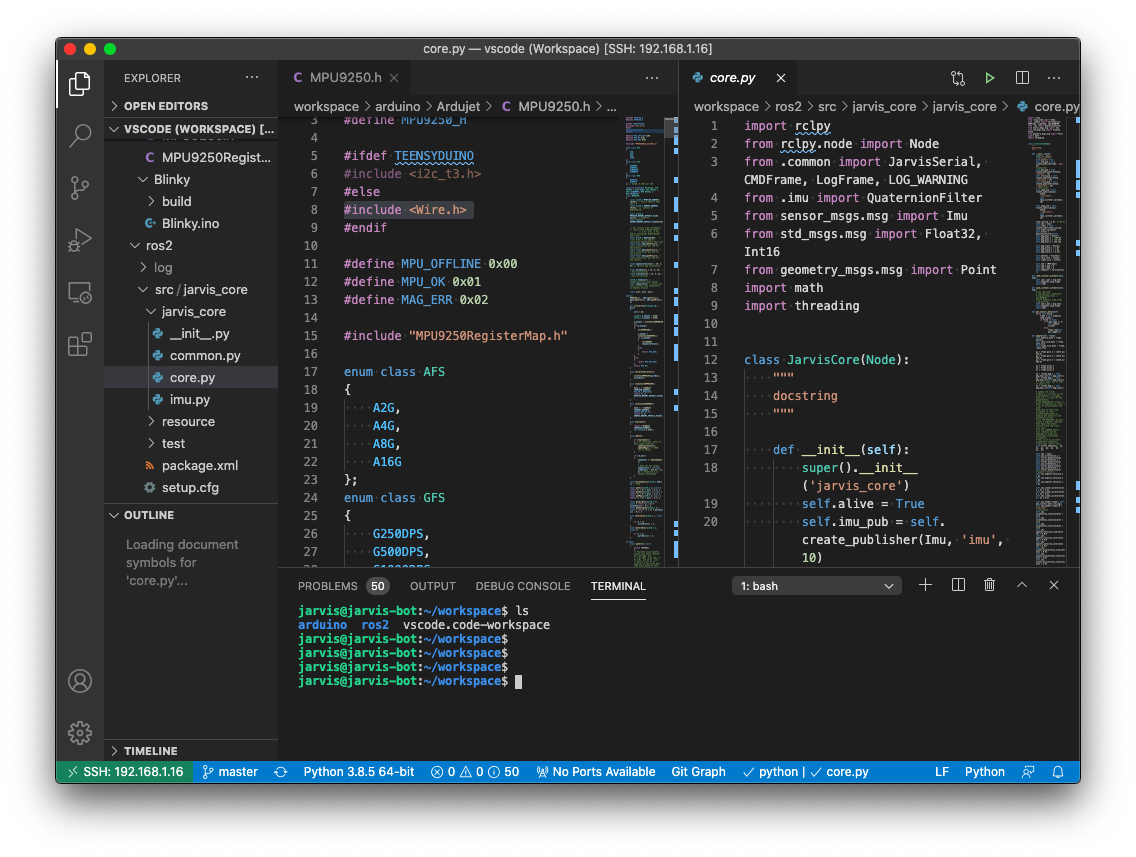 core.py — vscode (Workspace) [SSH: 192.168.1.16]
EXPLORER
OPEN EDITORS
VSCODE (WORKSPACE) [...
MPU9250Regist...
Blinky
build
Blinky.ino
ros2
log
src / jarvis_core
jarvis_core
__init__.py
common.py
core.py
imu.py
resource
test
package.xml
setup.cfg
OUTLINE
Loading document
symbols for
'core.py'...
TIMELINE
C MPU9250.h
workspace > arduino > Ardujet > C MPU9250.h > ...
3 #define MPU9250_H
4
5 #ifdef TEENSYDUINO
6 #include <i2c_t3.h>
7 #else
8 #include <Wire.h>
9 #endif
10
11 #define MPU_OFFLINE 0x00
12 #define MPU_OK 0x01
13 #define MAG_ERR 0x02
14
15 #include "MPU9250RegisterMap.h"
16
17 enum class AFS
18 {
19 A2G,
20 A4G,
21 A8G,
22 A16G
23 };
24 enum class GFS
25 {
26 G250DPS,
27 G500DPS,
core.py
workspace > ros2 > src > jarvis_core > jarvis_core > core.py
1 import rclpy
2 from rclpy.node import Node
3 from .common import JarvisSerial,
CMDFrame, LogFrame, LOG_WARNING
4 from .imu import QuaternionFilter
5 from sensor_msgs.msg import Imu
6 from std_msgs.msg import Float32,
Int16
7 from geometry_msgs.msg import Point
8 import math
9 import threading
10
11
12 class JarvisCore(Node):
13 """
14 docstring
15 """
16
17 def __init__(self):
18 super().__init__
('jarvis_core')
19 self.alive = True
20 self.imu_pub = self.
create_publisher(Imu, 'imu',
10)
PROBLEMS 50 OUTPUT DEBUG CONSOLE TERMINAL 1: bash
jarvis@jarvis-bot:~/workspace$ ls
arduino ros2 vscode.code-workspace
jarvis@jarvis-bot:~/workspace$
jarvis@jarvis-bot:~/workspace$
jarvis@jarvis-bot:~/workspace$
jarvis@jarvis-bot:~/workspace$
SSH: 192.168.1.16 master Python 3.8.5 64-bit 0 0 50 No Ports Available Git Graph python | core.py LF Python